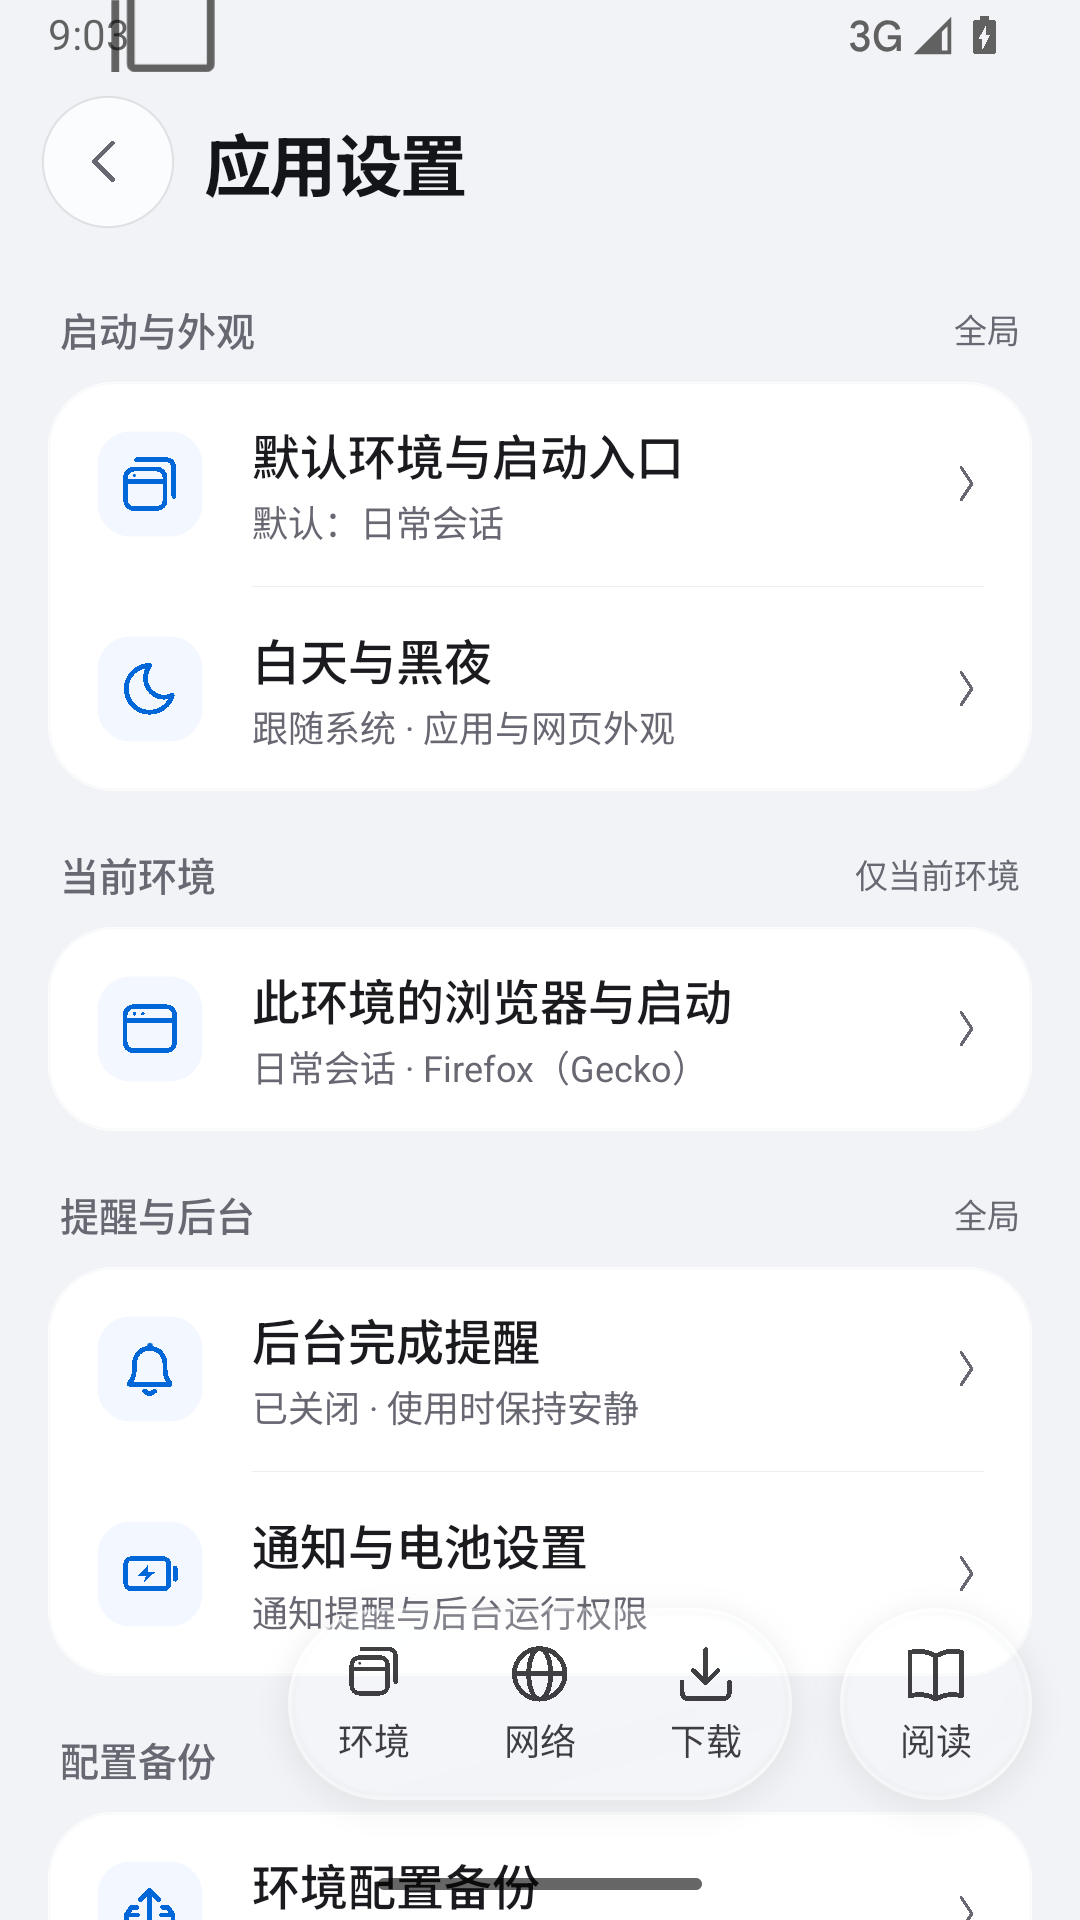 9:03
3G
应用设置
启动与外观
全局
默认环境与启动入口
默认：日常会话
白天与黑夜
跟随系统 · 应用与网页外观
当前环境
仅当前环境
此环境的浏览器与启动
日常会话 · Firefox（Gecko）
提醒与后台
全局
后台完成提醒
已关闭 · 使用时保持安静
通知与电池设置
通知提醒与后台运行权限
环境
网络
下载
阅读
配置备份
环境配置备份